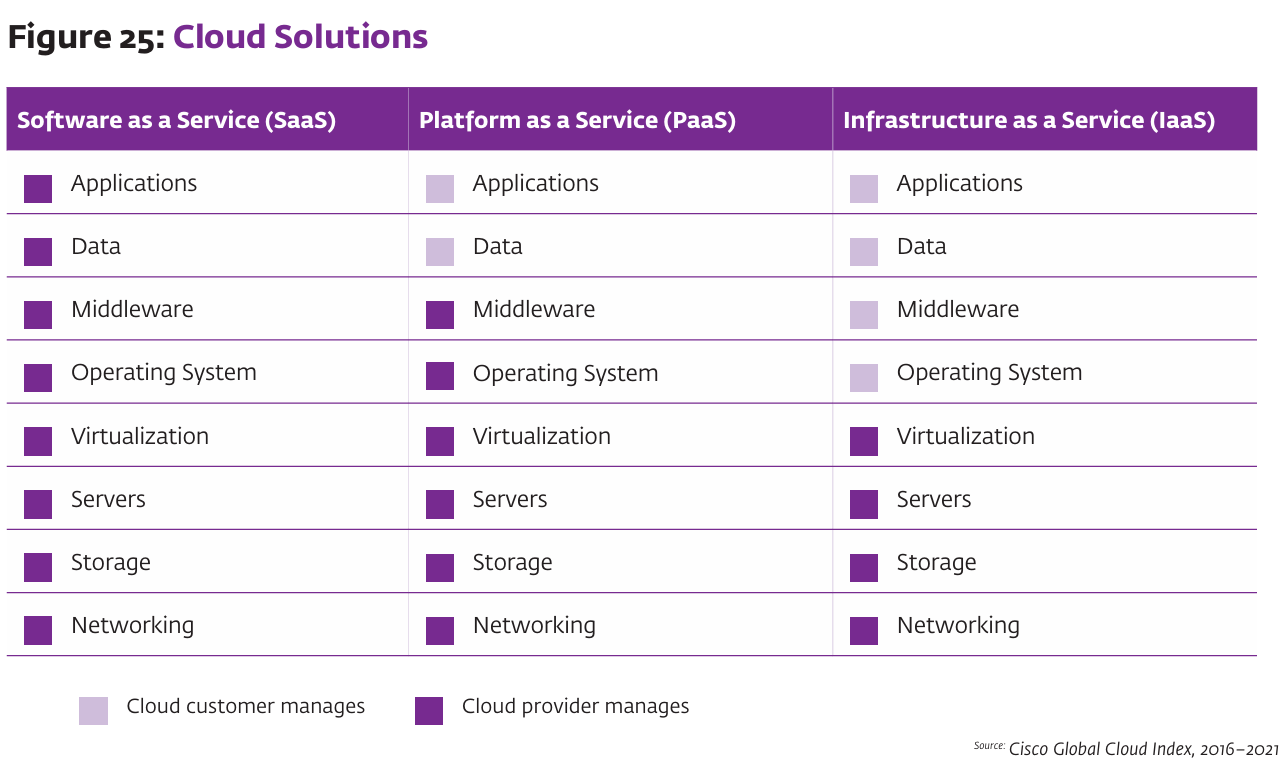 Figure 25: Cloud Solutions
Software as a Service (SaaS) Platform as a Service (PaaS) Infrastructure as a Service (IaaS)
Applications Applications Applications
Data Data Data
Middleware Middleware Middleware
Operating System Operating System Operating System
Virtualization Virtualization Virtualization
Servers Servers Servers
Storage Storage Storage
Networking Networking Networking
Cloud customer manages Cloud provider manages
Source: Cisco Global Cloud Index, 2016–2021